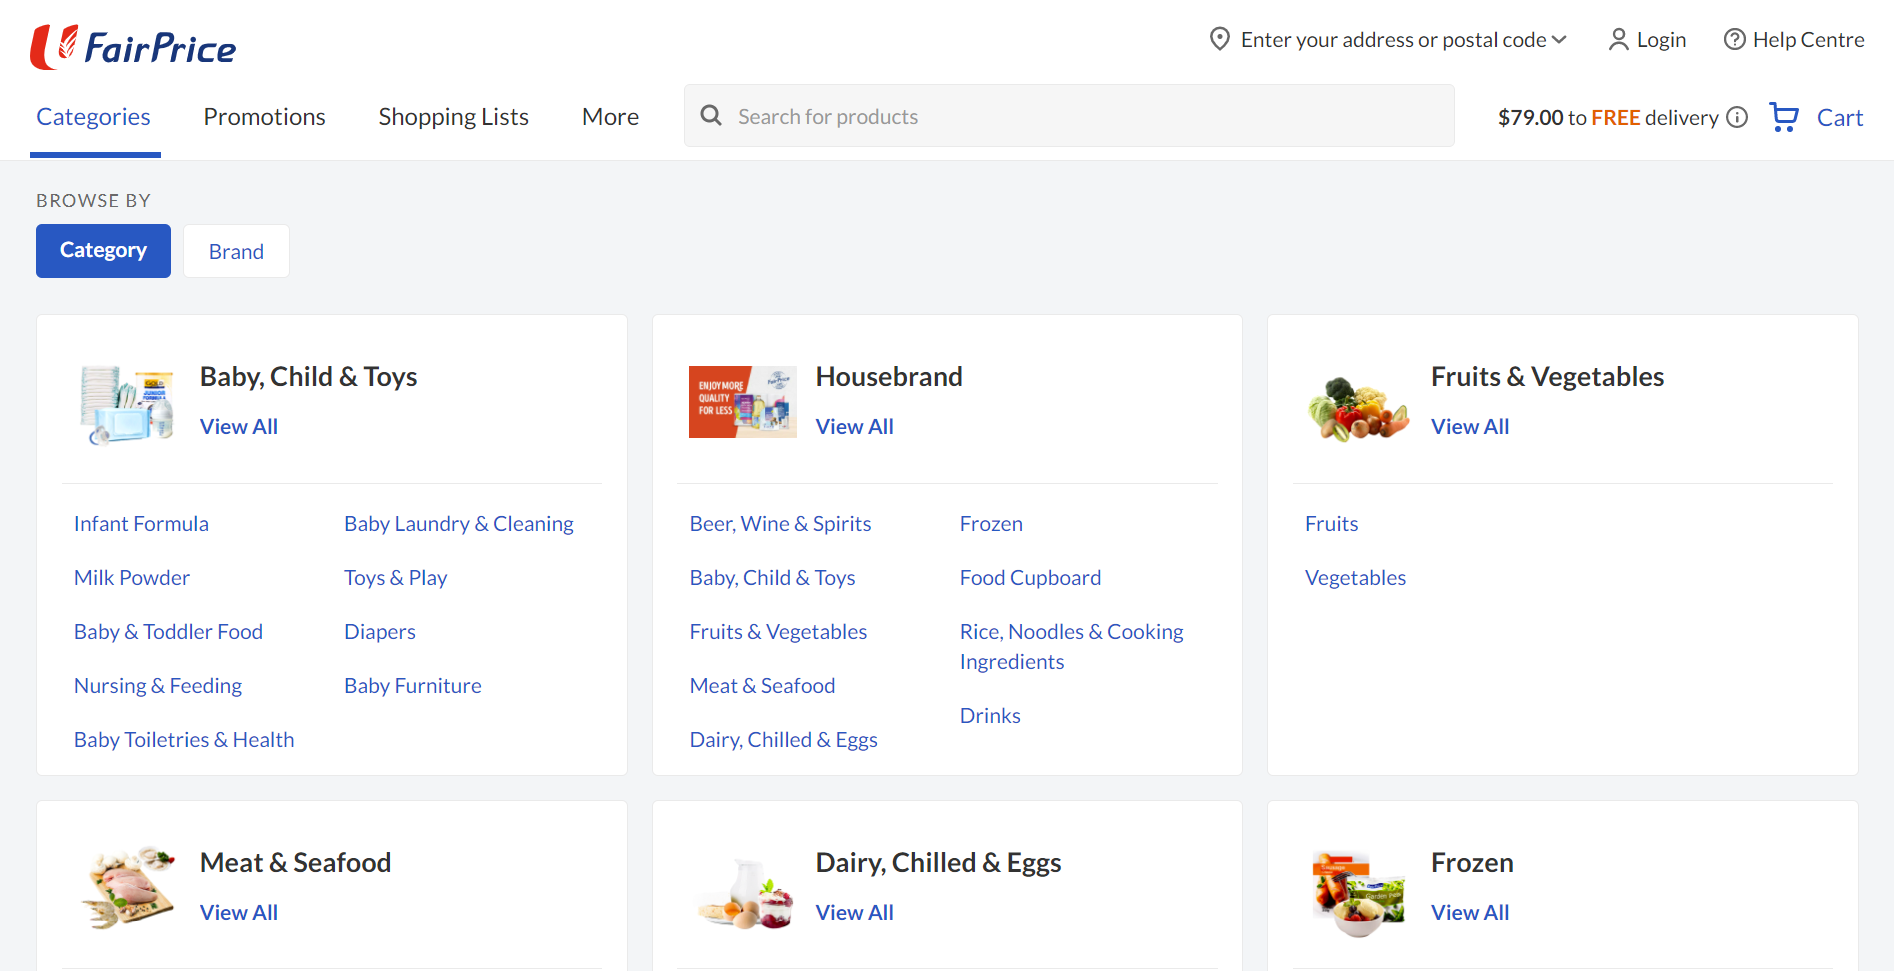 FairPrice
Enter your address or postal code
Login
Help Centre
Categories
Promotions
Shopping Lists
More
Search for products
$79.00 to FREE delivery
Cart
BROWSE BY
Category
Brand
Baby, Child & Toys
View All
Infant Formula
Milk Powder
Baby & Toddler Food
Nursing & Feeding
Baby Toiletries & Health
Baby Laundry & Cleaning
Toys & Play
Diapers
Baby Furniture
ENJOY MORE
QUALITY
FOR LESS
FairPrice
Housebrand
View All
Beer, Wine & Spirits
Baby, Child & Toys
Fruits & Vegetables
Meat & Seafood
Dairy, Chilled & Eggs
Frozen
Food Cupboard
Rice, Noodles & Cooking
Ingredients
Drinks
Fruits & Vegetables
View All
Fruits
Vegetables
Meat & Seafood
View All
Dairy, Chilled & Eggs
View All
Frozen
View All